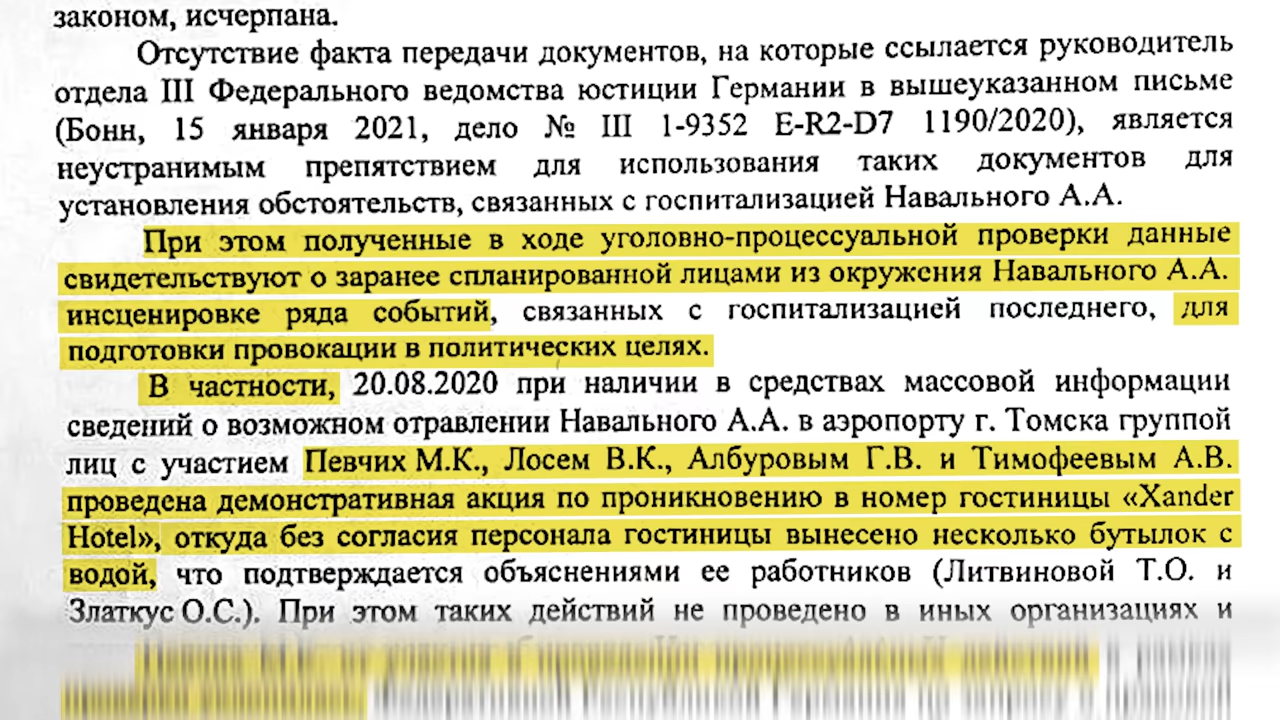 законом, исчерпана.
Отсутствие факта передачи документов, на которые ссылается руководитель
отдела III Федерального ведомства юстиции Германии в вышеуказанном письме
(Бонн, 15 января 2021, дело № III 1-9352 E-R2-D7 1190/2020), является
неустранимым препятствием для использования таких документов для
установления обстоятельств, связанных с госпитализацией Навального А.А.
При этом полученные в ходе уголовно-процессуальной проверки данные
свидетельствуют о заранее спланированной лицами из окружения Навального А.А.
инсценировке ряда событий, связанных с госпитализацией последнего, для
подготовки провокации в политических целях.
В частности, 20.08.2020 при наличии в средствах массовой информации
сведений о возможном отравлении Навального А.А. в аэропорту г. Томска группой
лиц с участием Певчих М.К., Лосем В.К., Албуровым Г.В. и Тимофеевым А.В.
проведена демонстративная акция по проникновению в номер гостиницы «Xander
Hotel», откуда без согласия персонала гостиницы вынесено несколько бутылок с
водой, что подтверждается объяснениями ее работников (Литвиновой Т.О. и
Златкус О.С.). При этом таких действий не проведено в иных организациях и